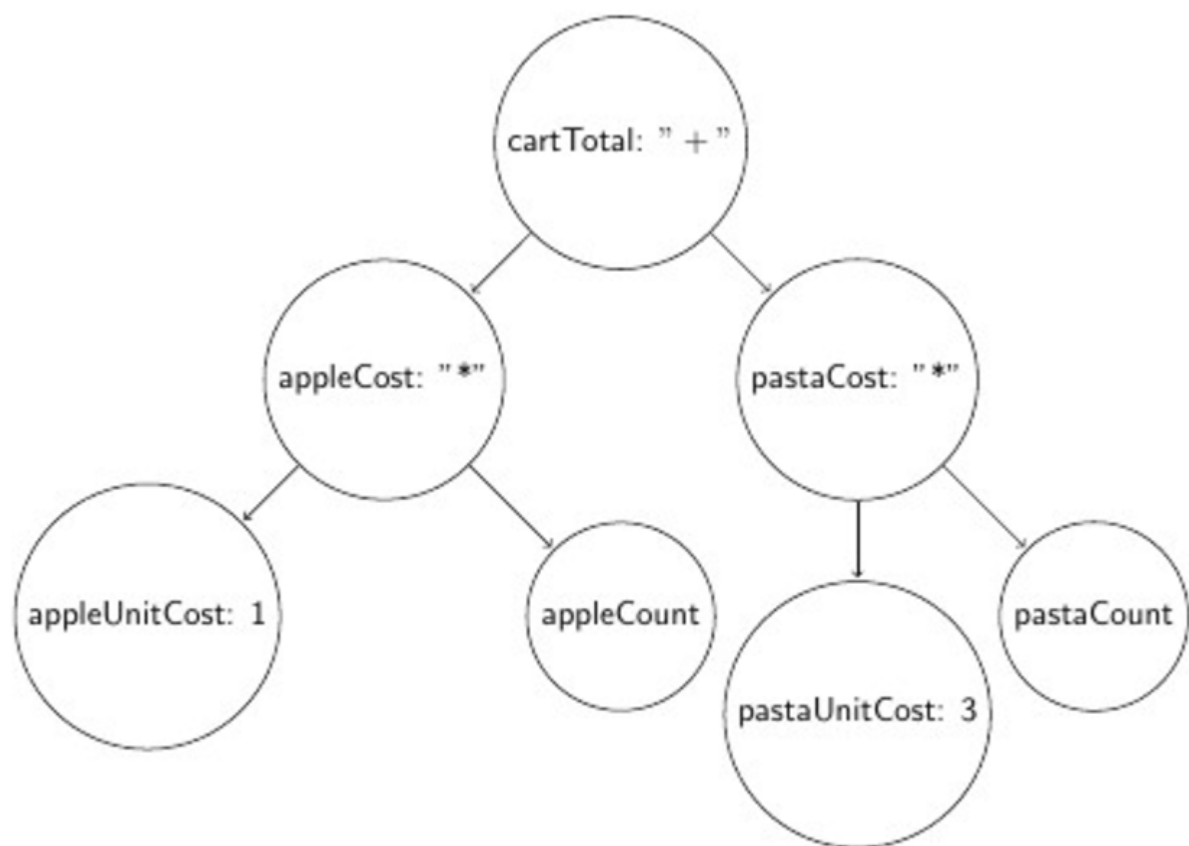 cartTotal: ” + ”
appleCost: ”*”
pastaCost: ”*”
appleUnitCost: 1
appleCount
pastaUnitCost: 3
pastaCount